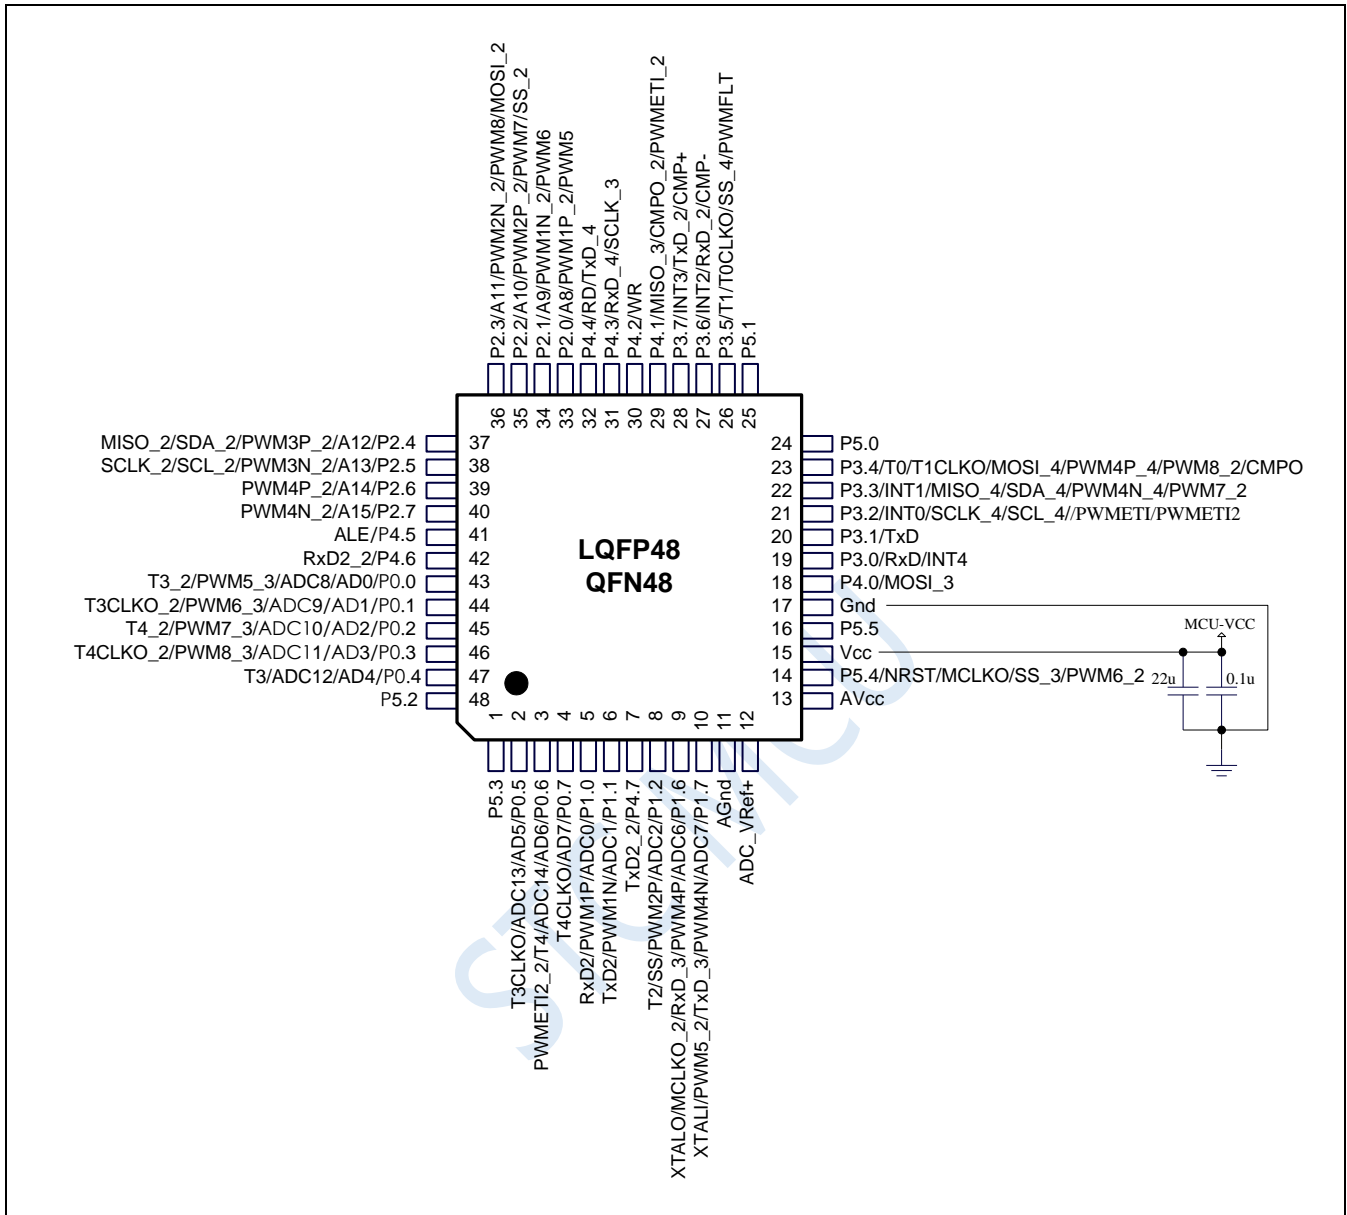 P2.3/A11/PWM2N_2/PWM8/MOSI_2
P2.2/A10/PWM2P_2/PWM7/SS_2
P2.1/A9/PWM1N_2/PWM6
P2.0/A8/PWM1P_2/PWM5
P4.4/RD/TxD_4
P4.3/RxD_4/SCLK_3
P4.2/WR
P4.1/MISO_3/CMPO_2/PWMETI_2
P3.7/INT3/TxD_2/CMP+
P3.6/INT2/RxD_2/CMP-
P3.5/T1/T0CLKO/SS_4/PWMFLT
P5.1
36
35
34
33
32
31
30
29
28
27
26
25
MISO_2/SDA_2/PWM3P_2/A12/P2.4
37
SCLK_2/SCL_2/PWM3N_2/A13/P2.5
38
PWM4P_2/A14/P2.6
39
PWM4N_2/A15/P2.7
40
ALE/P4.5
41
RxD2_2/P4.6
42
T3_2/PWM5_3/ADC8/AD0/P0.0
43
T3CLKO_2/PWM6_3/ADC9/AD1/P0.1
44
T4_2/PWM7_3/ADC10/AD2/P0.2
45
T4CLKO_2/PWM8_3/ADC11/AD3/P0.3
46
T3/ADC12/AD4/P0.4
47
P5.2
48
LQFP48
QFN48
24
P5.0
23
P3.4/T0/T1CLKO/MOSI_4/PWM4P_4/PWM8_2/CMPO
22
P3.3/INT1/MISO_4/SDA_4/PWM4N_4/PWM7_2
21
P3.2/INT0/SCLK_4/SCL_4//PWMETI/PWMETI2
20
P3.1/TxD
19
P3.0/RxD/INT4
18
P4.0/MOSI_3
17
Gnd
16
P5.5
15
Vcc
14
P5.4/NRST/MCLKO/SS_3/PWM6_2
13
AVcc
MCU-VCC
22u
0.1u
1
2
3
4
5
6
7
8
9
10
11
12
P5.3
T3CLKO/ADC13/AD5/P0.5
PWMETI2_2/T4/ADC14/AD6/P0.6
T4CLKO/AD7/P0.7
RxD2/PWM1P/ADC0/P1.0
TxD2/PWM1N/ADC1/P1.1
TxD2_2/P4.7
T2/SS/PWM2P/ADC2/P1.2
XTALO/MCLKO_2/RxD_3/PWM4P/ADC6/P1.6
XTALI/PWM5_2/TxD_3/PWM4N/ADC7/P1.7
AGnd
ADC_VRef+
STCMCU